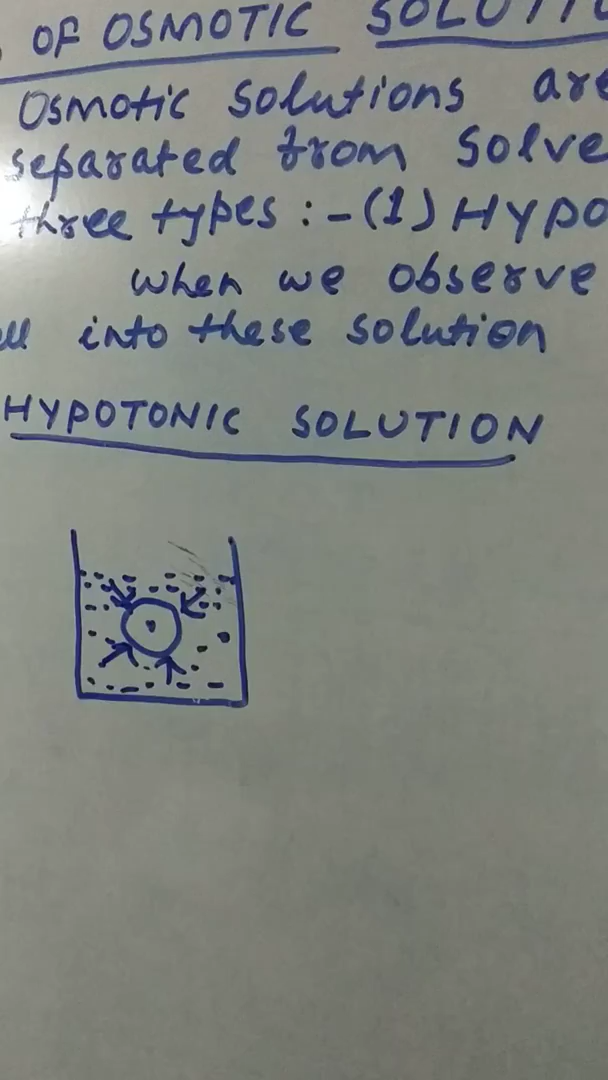 OF OSMOTIC SOLUTIO
Osmotic solutions are
separated from solve
three types :- (1) HYPO
when we observe
into these solution
HYPOTONIC SOLUTION